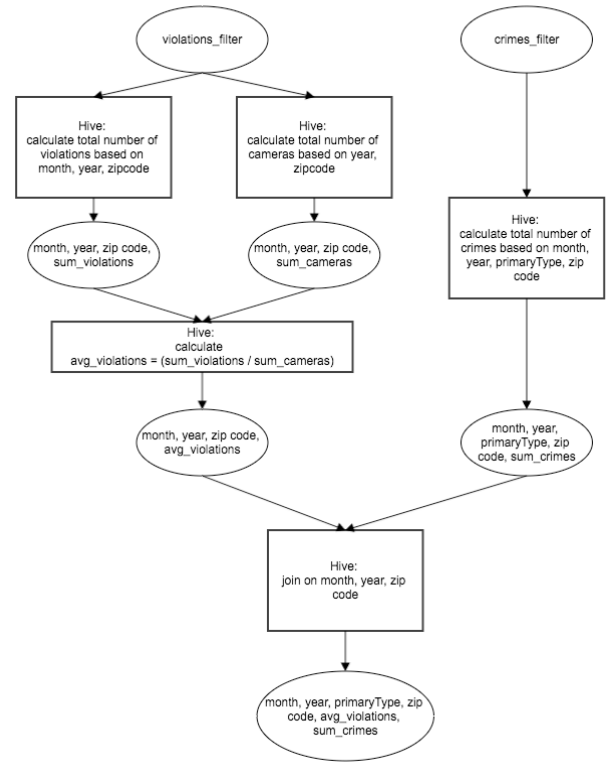 violations_filter
crimes_filter
Hive:
calculate total number of
violations based on
month, year, zipcode
Hive:
calculate total number of
cameras based on year,
zipcode
Hive:
calculate total number of
crimes based on month,
year, primaryType, zip
code
month, year, zip code,
sum_violations
month, year, zip code,
sum_cameras
Hive:
calculate
avg_violations = (sum_violations / sum_cameras)
month, year, zip code,
avg_violations
month, year,
primaryType, zip
code, sum_crimes
Hive:
join on month, year, zip
code
month, year, primaryType, zip
code, avg_violations,
sum_crimes